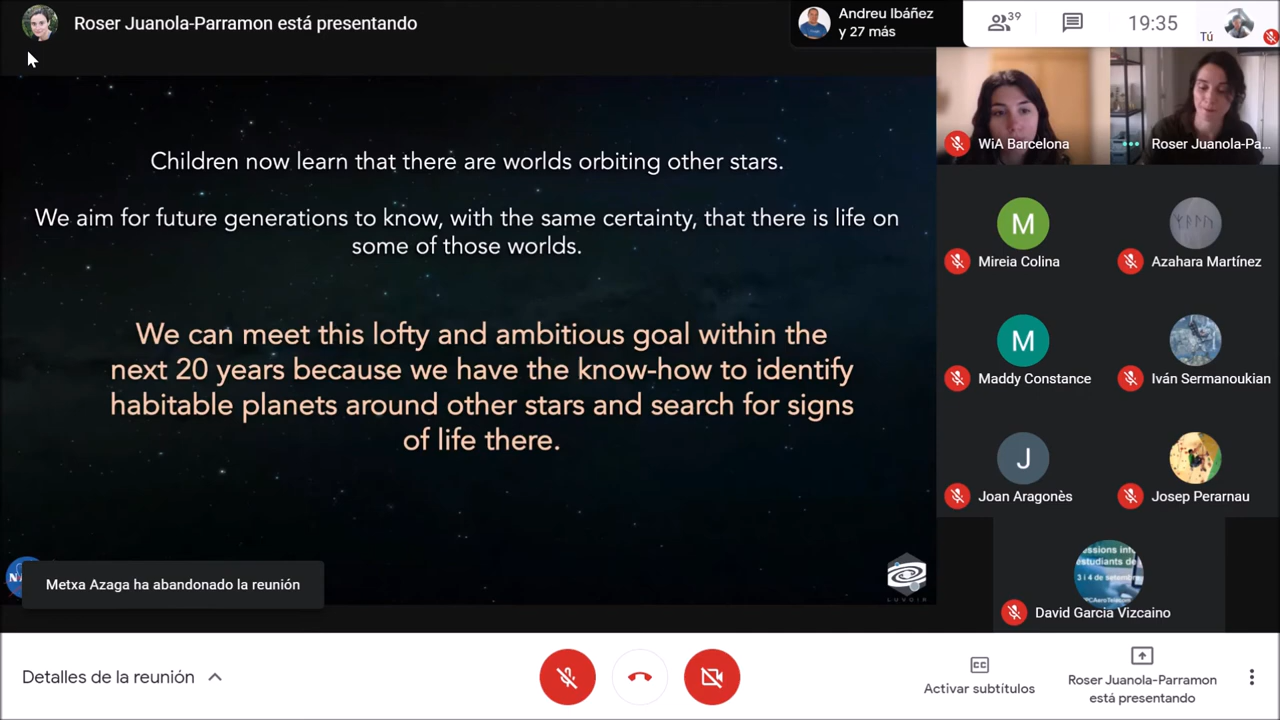 Roser Juanola-Parramon está presentando
Andreu Ibáñez
y 27 más
39
19:35
Tú
Children now learn that there are worlds orbiting other stars.
We aim for future generations to know, with the same certainty, that there is life on
some of those worlds.
We can meet this lofty and ambitious goal within the
next 20 years because we have the know-how to identify
habitable planets around other stars and search for signs
of life there.
WiA Barcelona
Roser Juanola-Pa...
M
Mireia Colina
Azahara Martínez
M
Maddy Constance
Iván Sermanoukian
J
Joan Aragonès
Josep Perarnau
3 i 4 de setembre
David Garcia Vizcaino
Metxa Azaga ha abandonado la reunión
LUVOIR
Detalles de la reunión
CC
Activar subtítulos
Roser Juanola-Parramon
está presentando